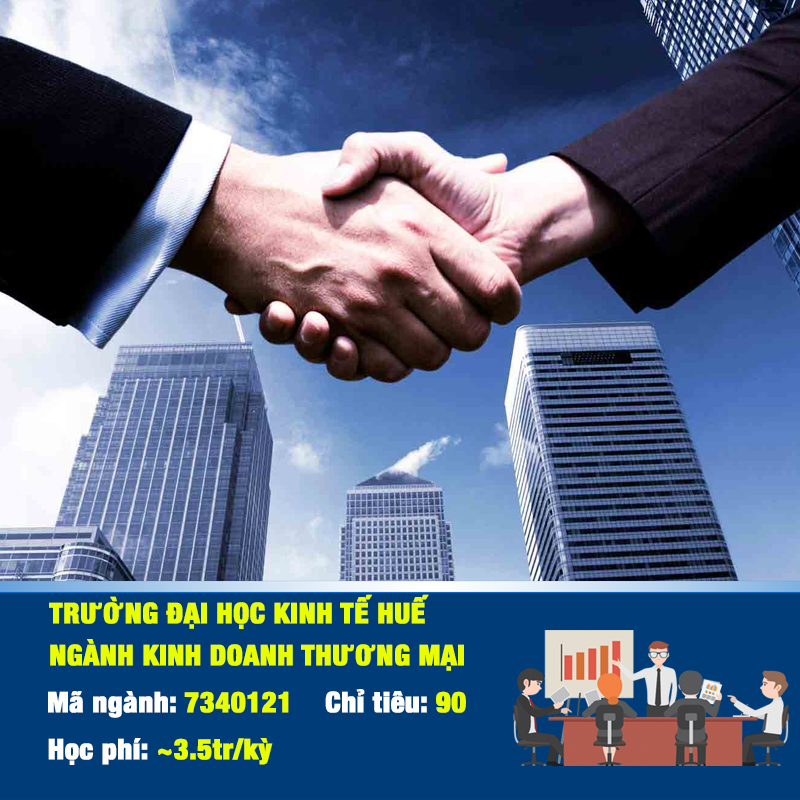 TRƯỜNG ĐẠI HỌC KINH TẾ HUẾ
NGÀNH KINH DOANH THƯƠNG MẠI
Mã ngành: 7340121 Chỉ tiêu: 90
Học phí: ~3.5tr/kỳ